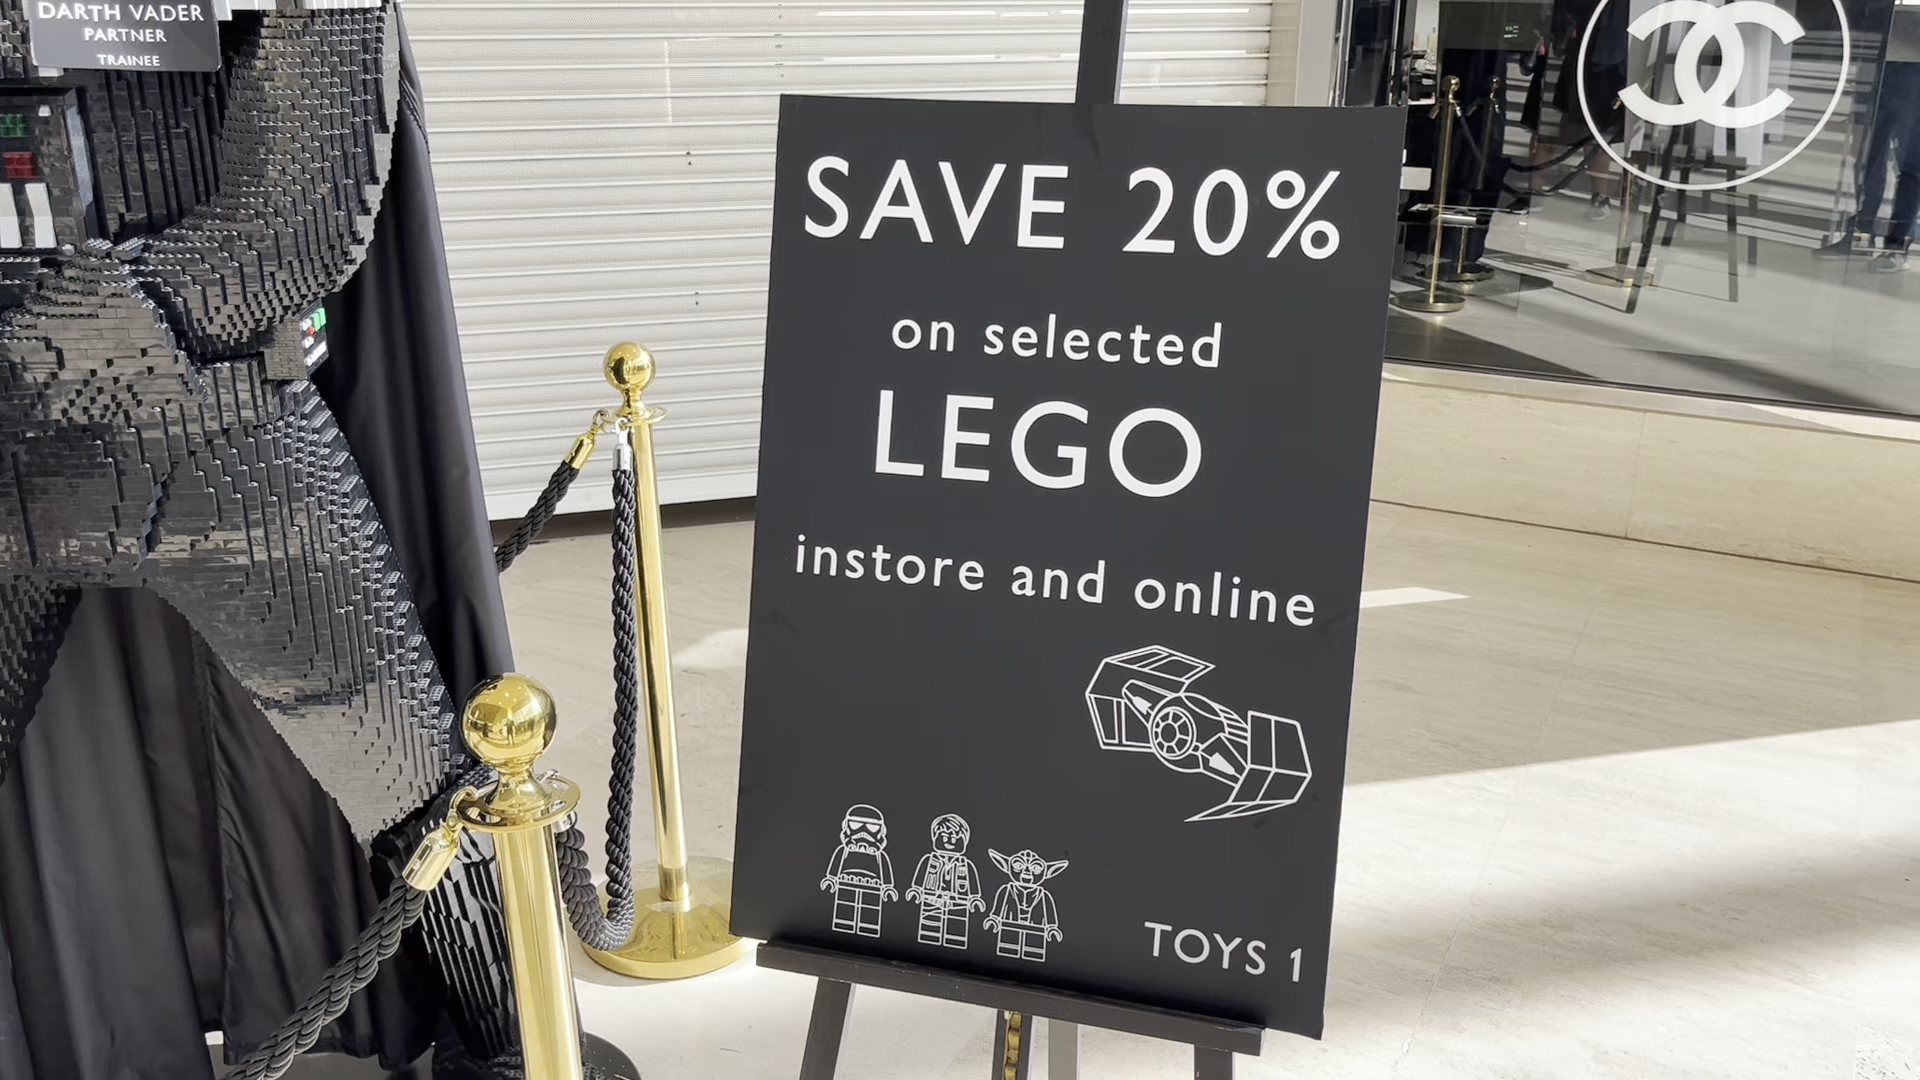 DARTH VADER
PARTNER
TRAINEE
SAVE 20%
on selected
LEGO
instore and online
TOYS 1